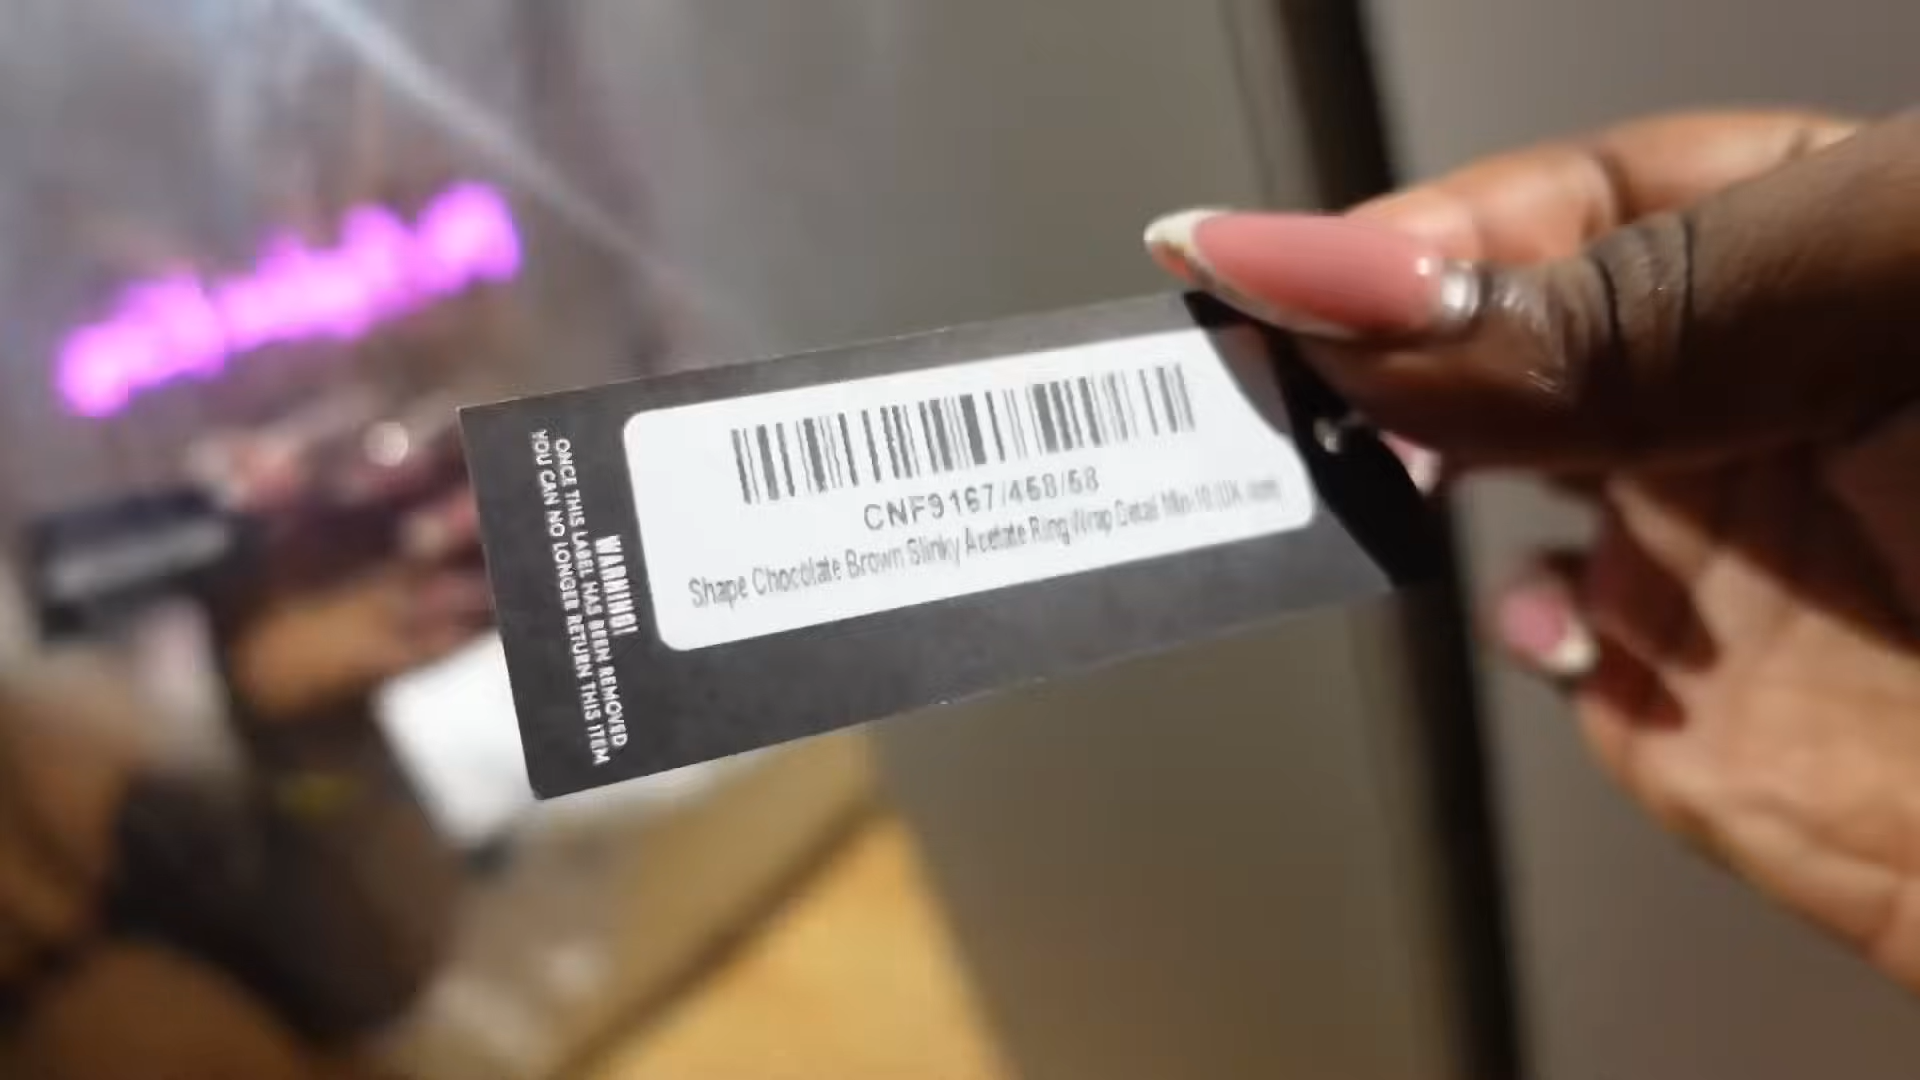 CNF9167/458/58
Shape Chocolate Brown Slinky Acetate Ring Wrap Detail
WARNING!
ONCE THIS LABEL HAS BEEN REMOVED
YOU CAN NO LONGER RETURN THIS ITEM